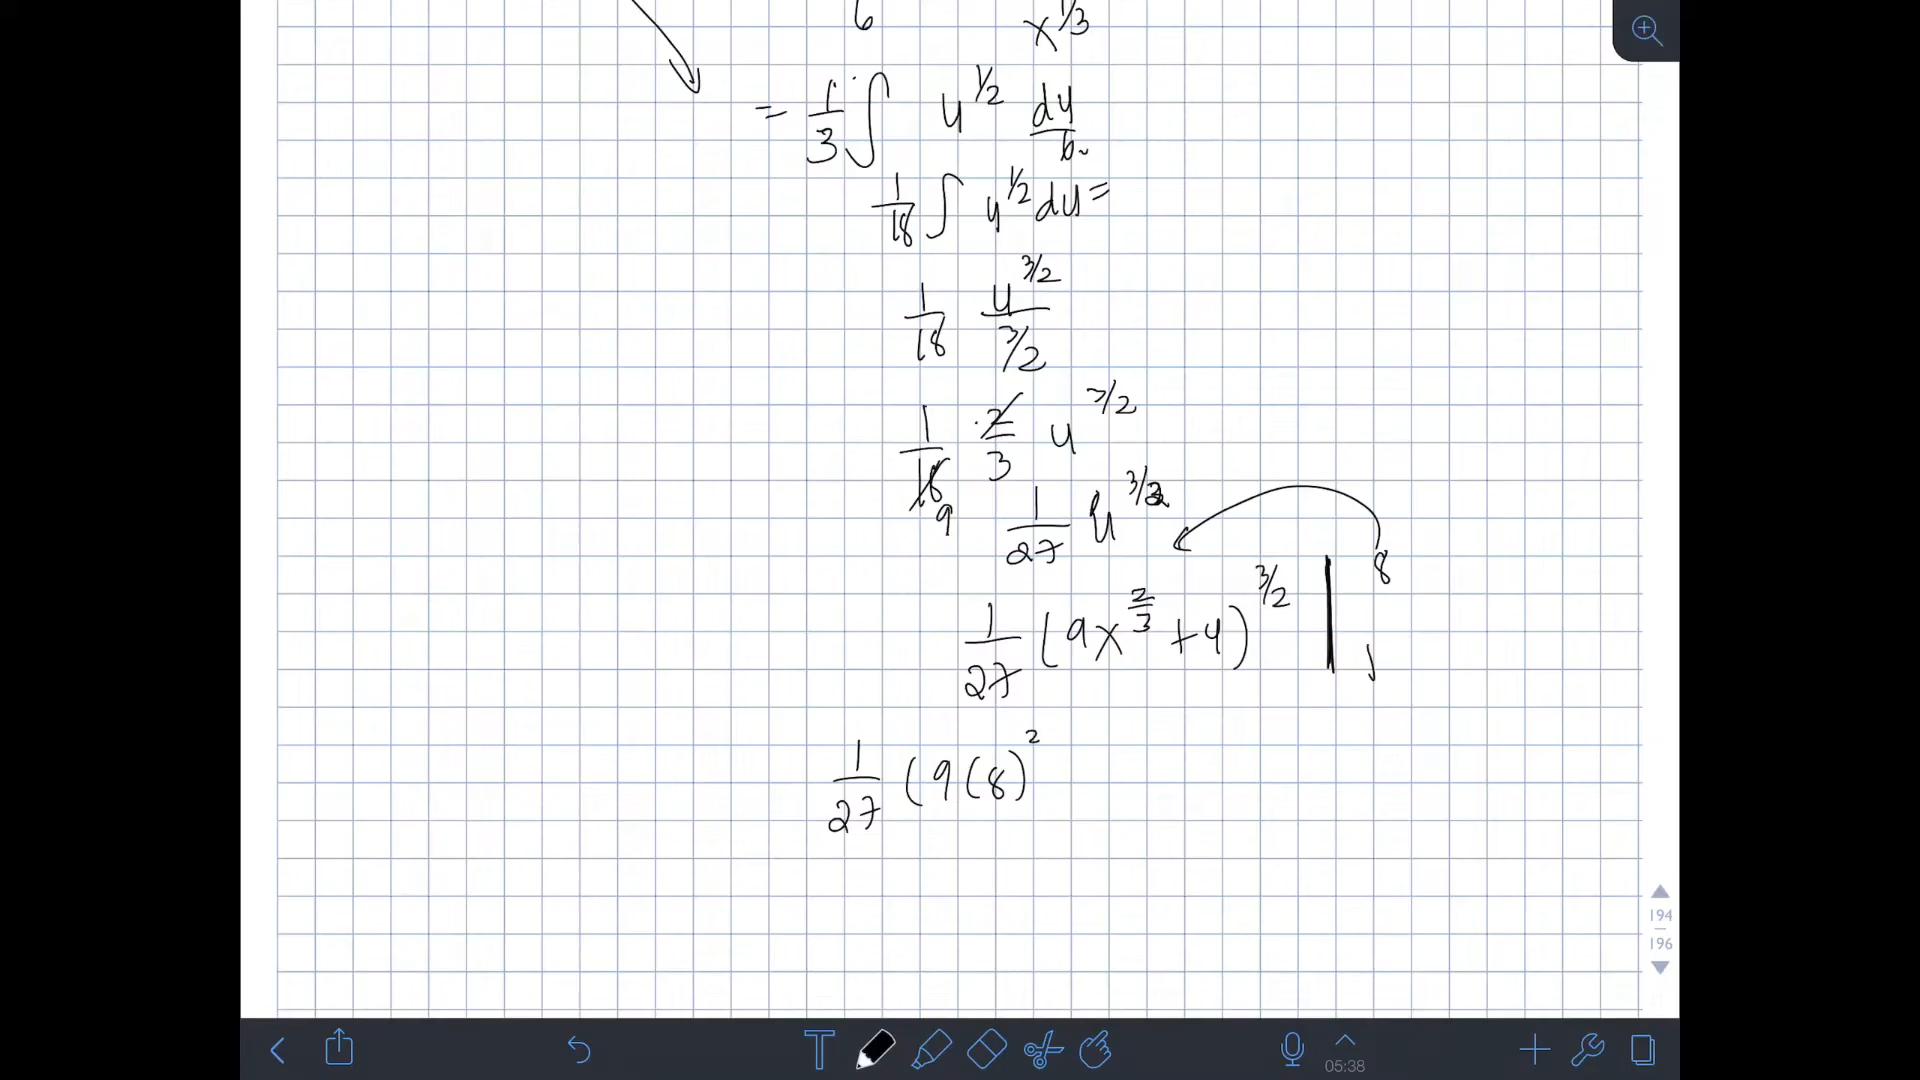 6 x^{1/3}
= 1/3 ∫ u^{1/2} du/6
1/18 ∫ u^{1/2} du =
1/18 u^{3/2}/(3/2)
1/18 · 2/3 u^{3/2}
9
1/27 u^{3/2}
1/27 (9x^{2/3} + 4)^{3/2} | 8 1
1/27 (9(8)^2
194
196
T
05:38